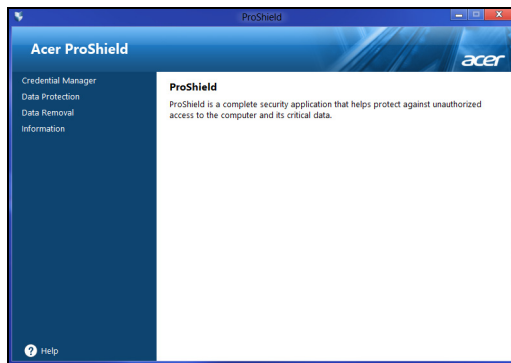 ProShield
Acer ProShield
acer
Credential Manager
Data Protection
Data Removal
Information
ProShield
ProShield is a complete security application that helps protect against unauthorized
access to the computer and its critical data.
? Help